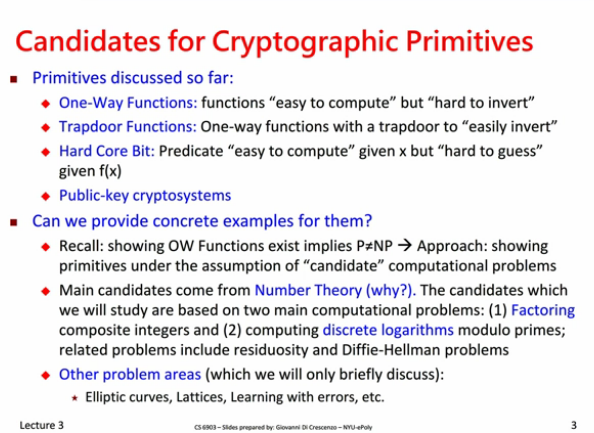 Candidates for Cryptographic Primitives
■ Primitives discussed so far:
◆ One-Way Functions: functions “easy to compute” but “hard to invert”
◆ Trapdoor Functions: One-way functions with a trapdoor to “easily invert”
◆ Hard Core Bit: Predicate “easy to compute” given x but “hard to guess”
given f(x)
◆ Public-key cryptosystems
■ Can we provide concrete examples for them?
◆ Recall: showing OW Functions exist implies P≠NP → Approach: showing
primitives under the assumption of “candidate” computational problems
◆ Main candidates come from Number Theory (why?). The candidates which
we will study are based on two main computational problems: (1) Factoring
composite integers and (2) computing discrete logarithms modulo primes;
related problems include residuosity and Diffie-Hellman problems
◆ Other problem areas (which we will only briefly discuss):
★ Elliptic curves, Lattices, Learning with errors, etc.
Lecture 3
CS 6903 – Slides prepared by: Giovanni Di Crescenzo – NYU-ePoly
3